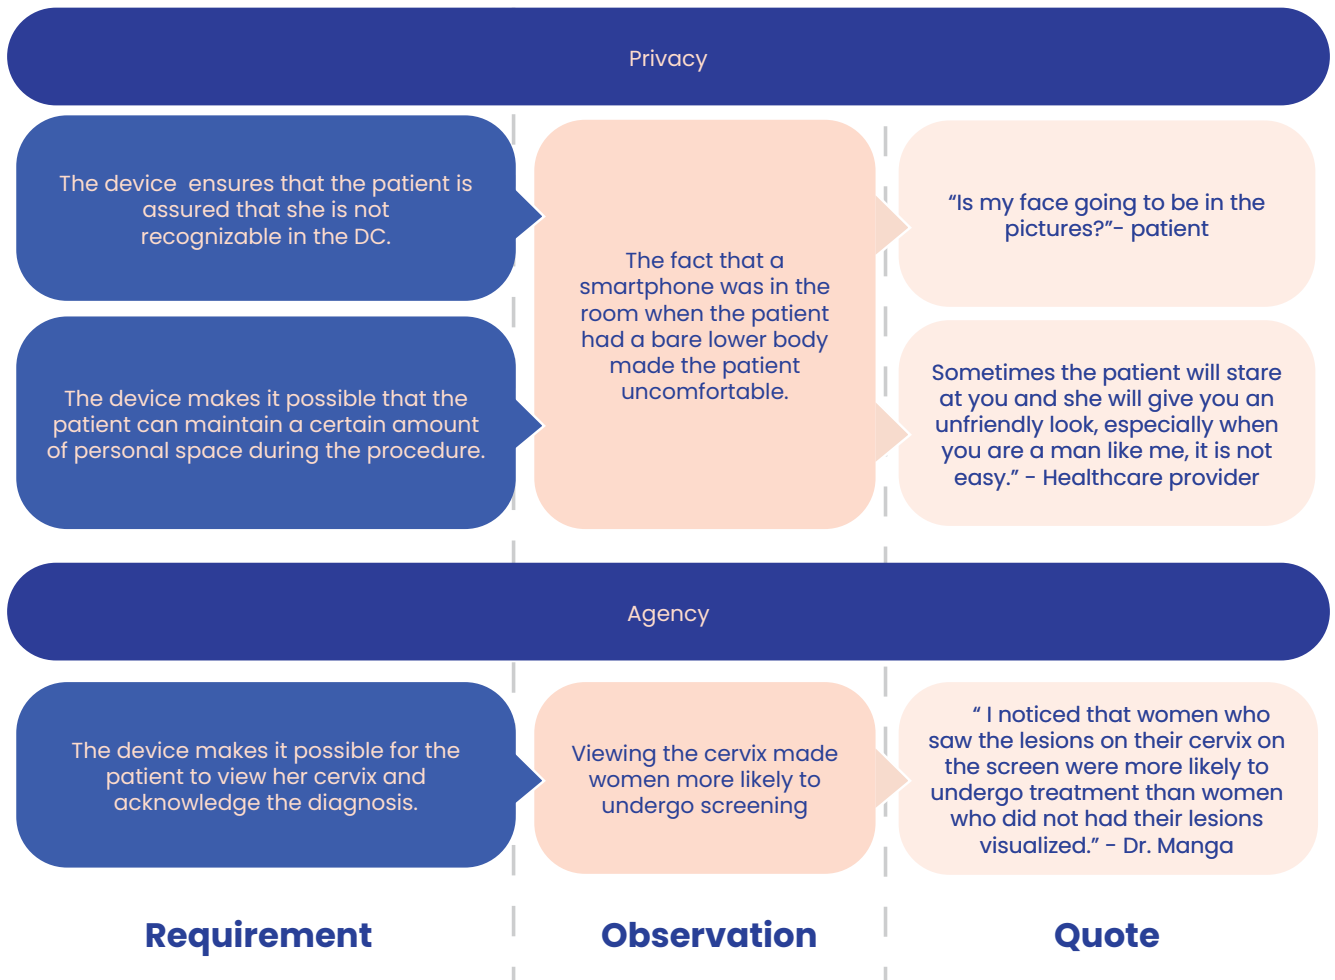 Privacy
The device  ensures that the patient is
assured that she is not
recognizable in the DC.
The fact that a
smartphone was in the
room when the patient
had a bare lower body
made the patient
uncomfortable.
“Is my face going to be in the
pictures?”- patient
The device makes it possible that the
patient can maintain a certain amount
of personal space during the procedure.
Sometimes the patient will stare
at you and she will give you an
unfriendly look, especially when
you are a man like me, it is not
easy.” - Healthcare provider
Agency
The device makes it possible for the
patient to view her cervix and
acknowledge the diagnosis.
Viewing the cervix made
women more likely to
undergo screening
“ I noticed that women who
saw the lesions on their cervix on
the screen were more likely to
undergo treatment than women
who did not had their lesions
visualized.” - Dr. Manga
Requirement
Observation
Quote